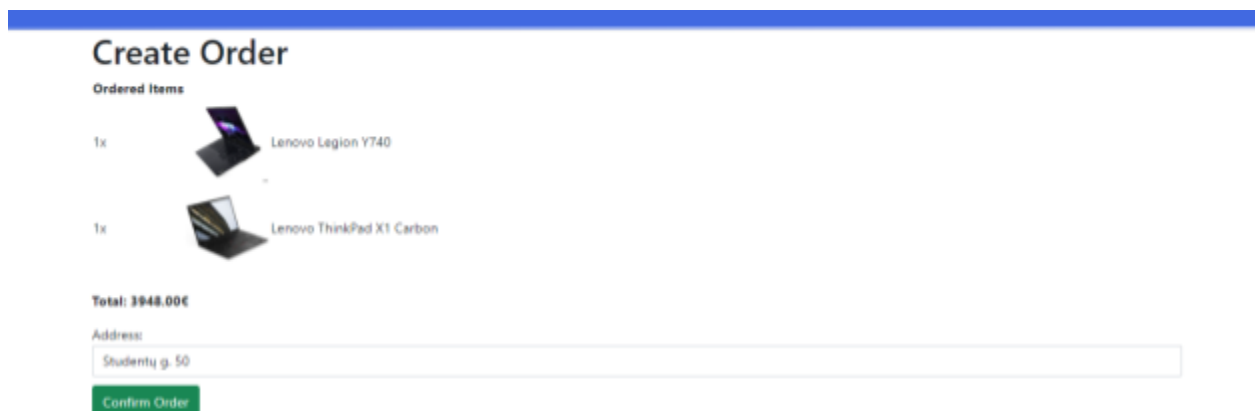 Create Order
Ordered Items
1x Lenovo Legion Y740
1x Lenovo ThinkPad X1 Carbon
Total: 3948.00€
Address:
Studentų g. 50
Confirm Order